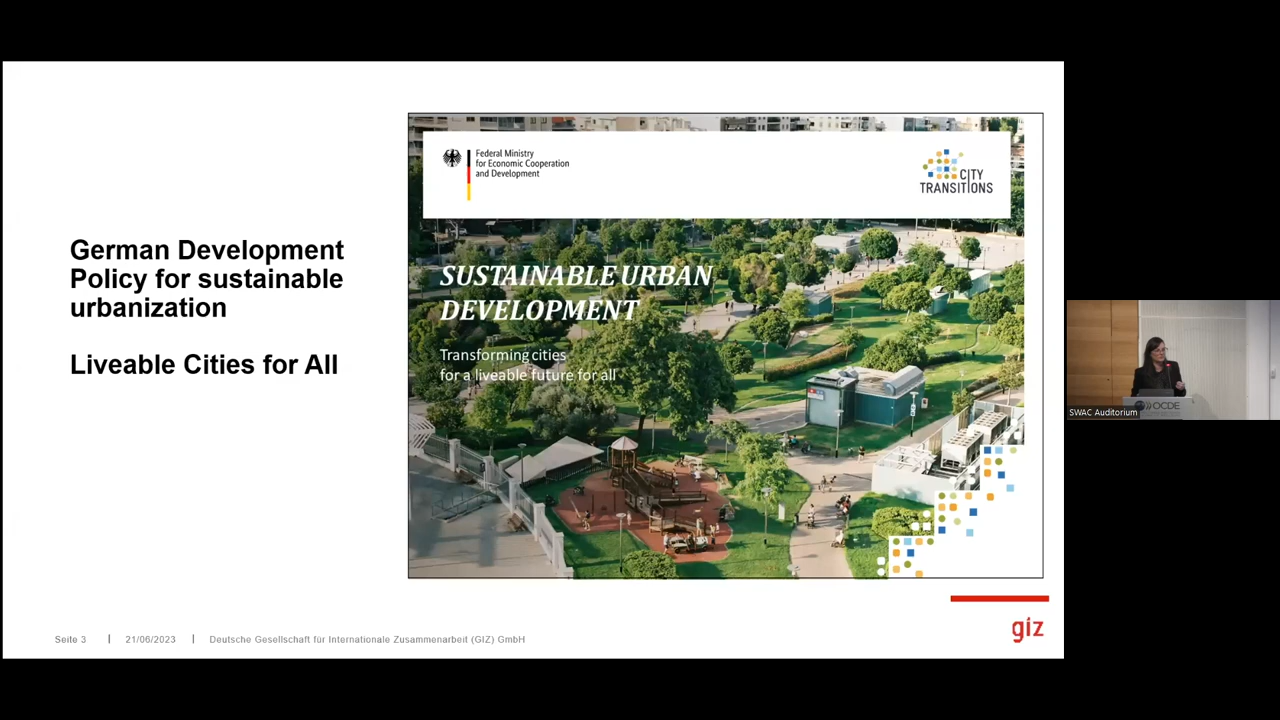 German Development
Policy for sustainable
urbanization
Liveable Cities for All
Federal Ministry
for Economic Cooperation
and Development
CITY
TRANSITIONS
SUSTAINABLE URBAN
DEVELOPMENT
Transforming cities
for a liveable future for all
SWAC Auditorium
OCDE
Seite 3 | 21/06/2023 | Deutsche Gesellschaft für Internationale Zusammenarbeit (GIZ) GmbH
giz